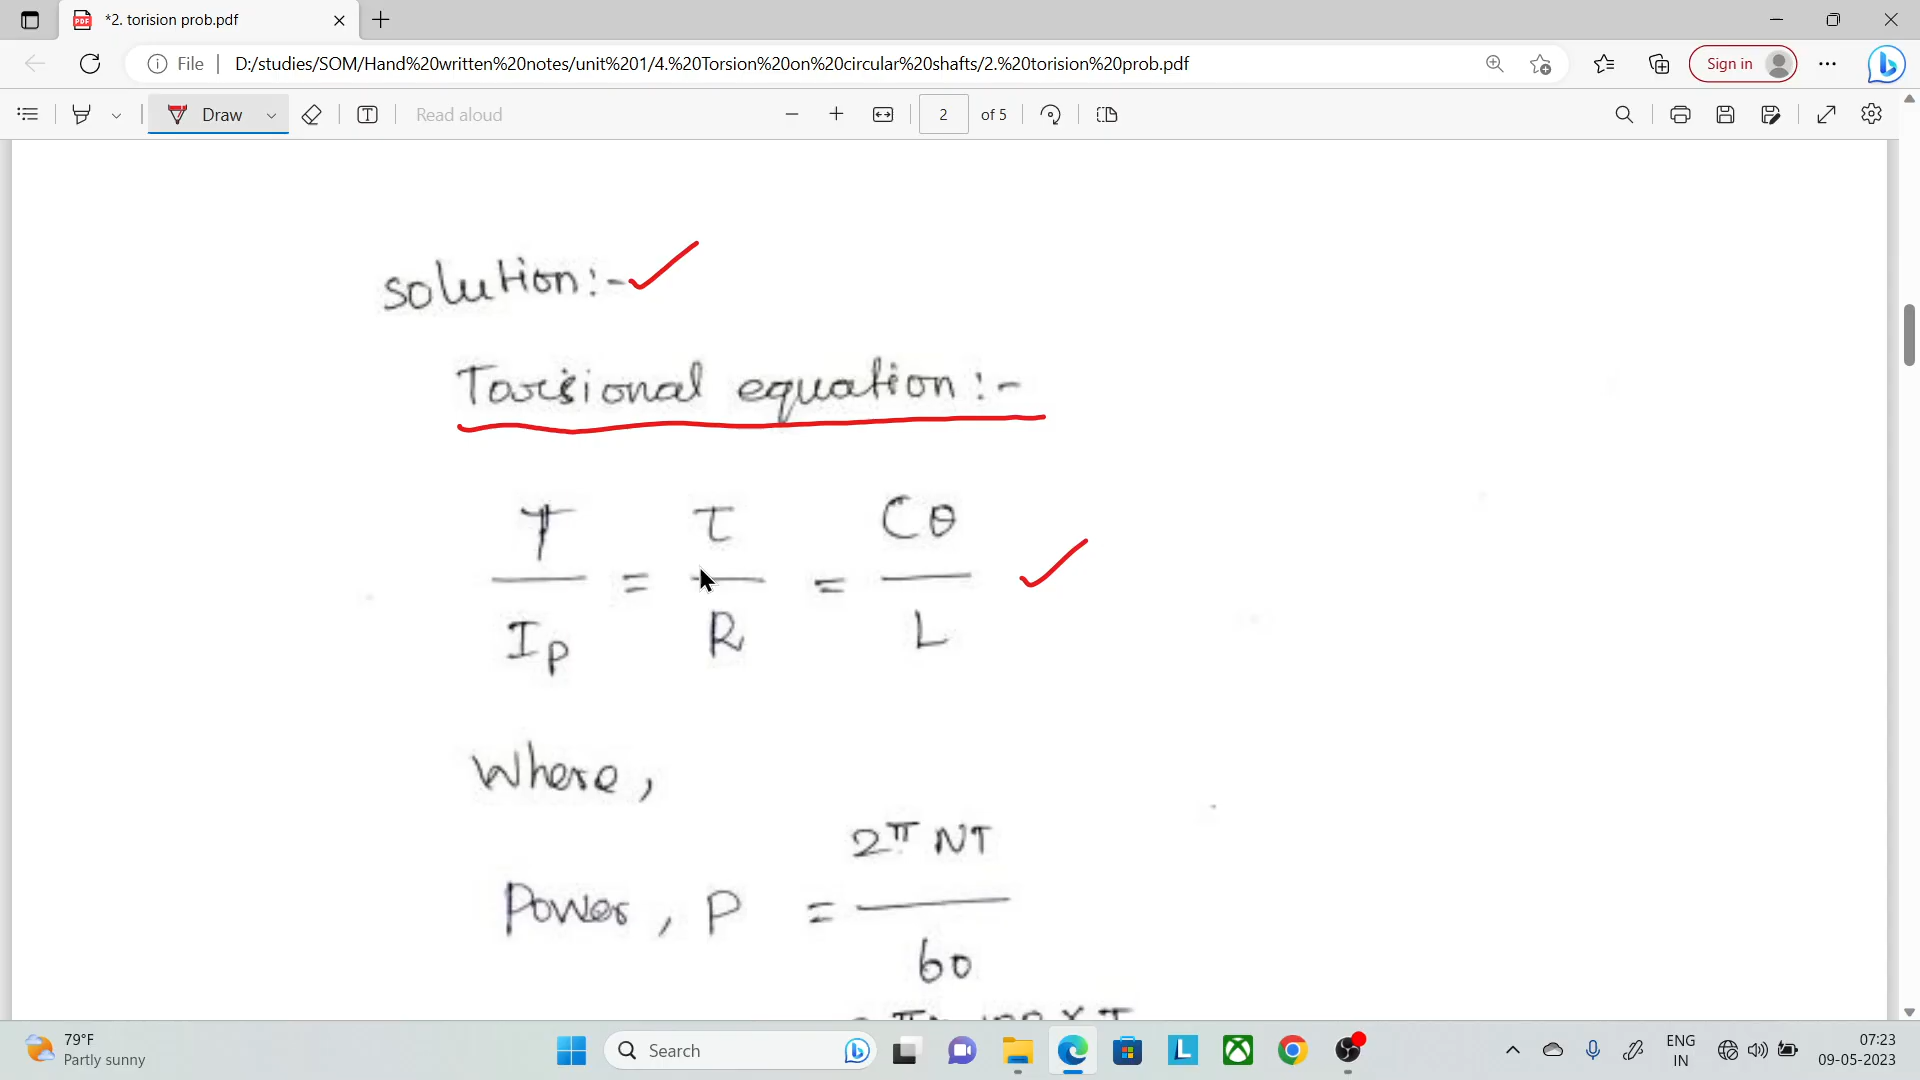 *2. torision prob.pdf
File
D:/studies/SOM/Hand%20written%20notes/unit%201/4.%20Torsion%20on%20circular%20shafts/2.%20torision%20prob.pdf
Sign in
Draw
Read aloud
2 of 5
solution:-
Torsional equation:-
T/Ip = τ/R = Cθ/L
Where,
Power, P = 2π NT/60
79°F
Partly sunny
Search
ENG
IN
07:23
09-05-2023